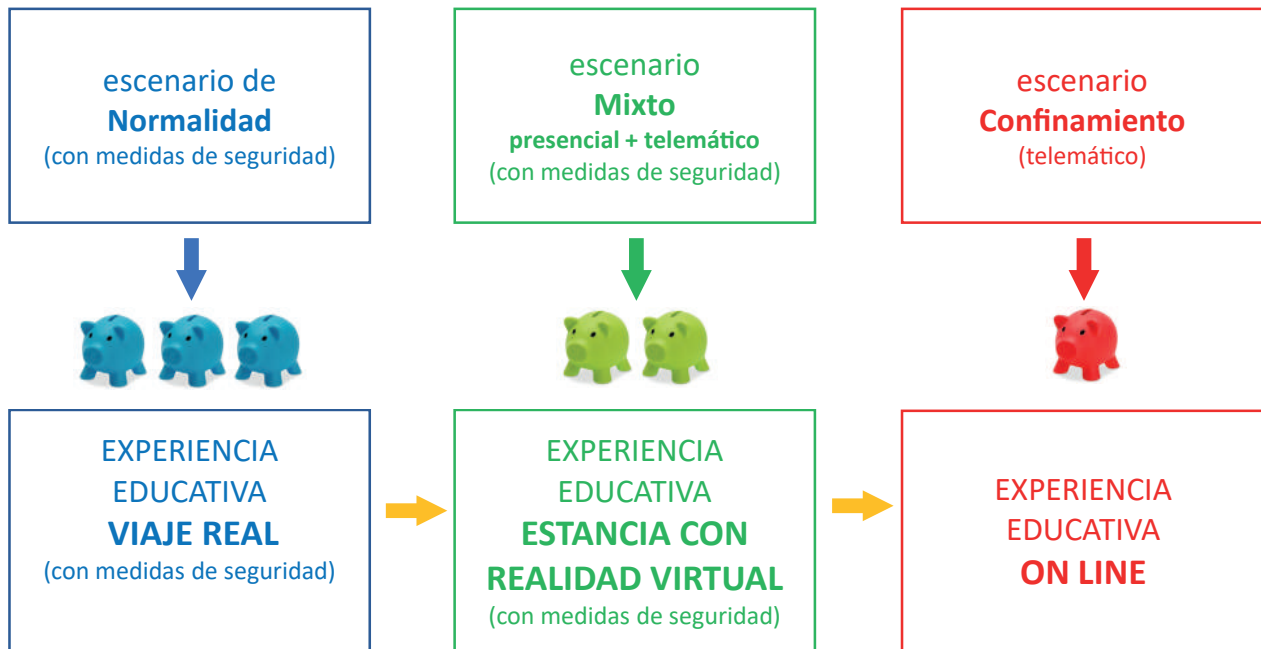 escenario de
Normalidad
(con medidas de seguridad)
escenario
Mixto
presencial + telemático
(con medidas de seguridad)
escenario
Confinamiento
(telemático)
EXPERIENCIA
EDUCATIVA
VIAJE REAL
(con medidas de seguridad)
EXPERIENCIA
EDUCATIVA
ESTANCIA CON
REALIDAD VIRTUAL
(con medidas de seguridad)
EXPERIENCIA
EDUCATIVA
ON LINE